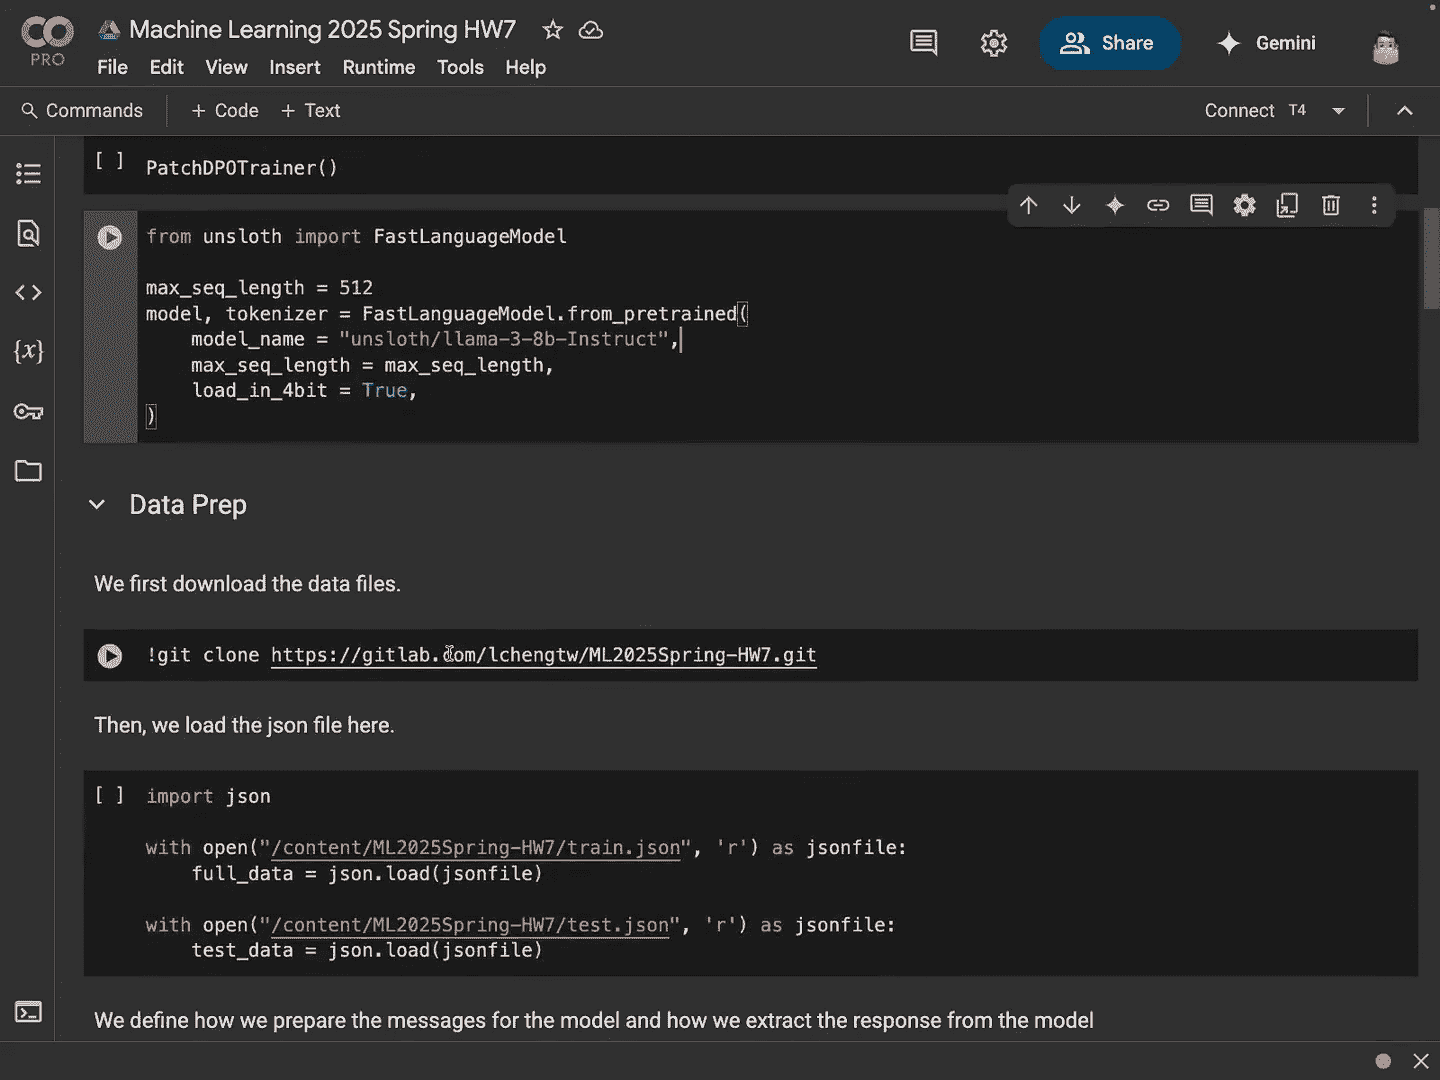 Machine Learning 2025 Spring HW7
PRO
File Edit View Insert Runtime Tools Help
Share
Gemini
Commands
+ Code + Text
Connect T4
[ ] PatchDPOTrainer()
from unsloth import FastLanguageModel
max_seq_length = 512
model, tokenizer = FastLanguageModel.from_pretrained(
model_name = "unsloth/llama-3-8b-Instruct",
max_seq_length = max_seq_length,
load_in_4bit = True,
)
Data Prep
We first download the data files.
!git clone https://gitlab.com/lchengtw/ML2025Spring-HW7.git
Then, we load the json file here.
[ ] import json
with open("/content/ML2025Spring-HW7/train.json", 'r') as jsonfile:
full_data = json.load(jsonfile)
with open("/content/ML2025Spring-HW7/test.json", 'r') as jsonfile:
test_data = json.load(jsonfile)
We define how we prepare the messages for the model and how we extract the response from the model